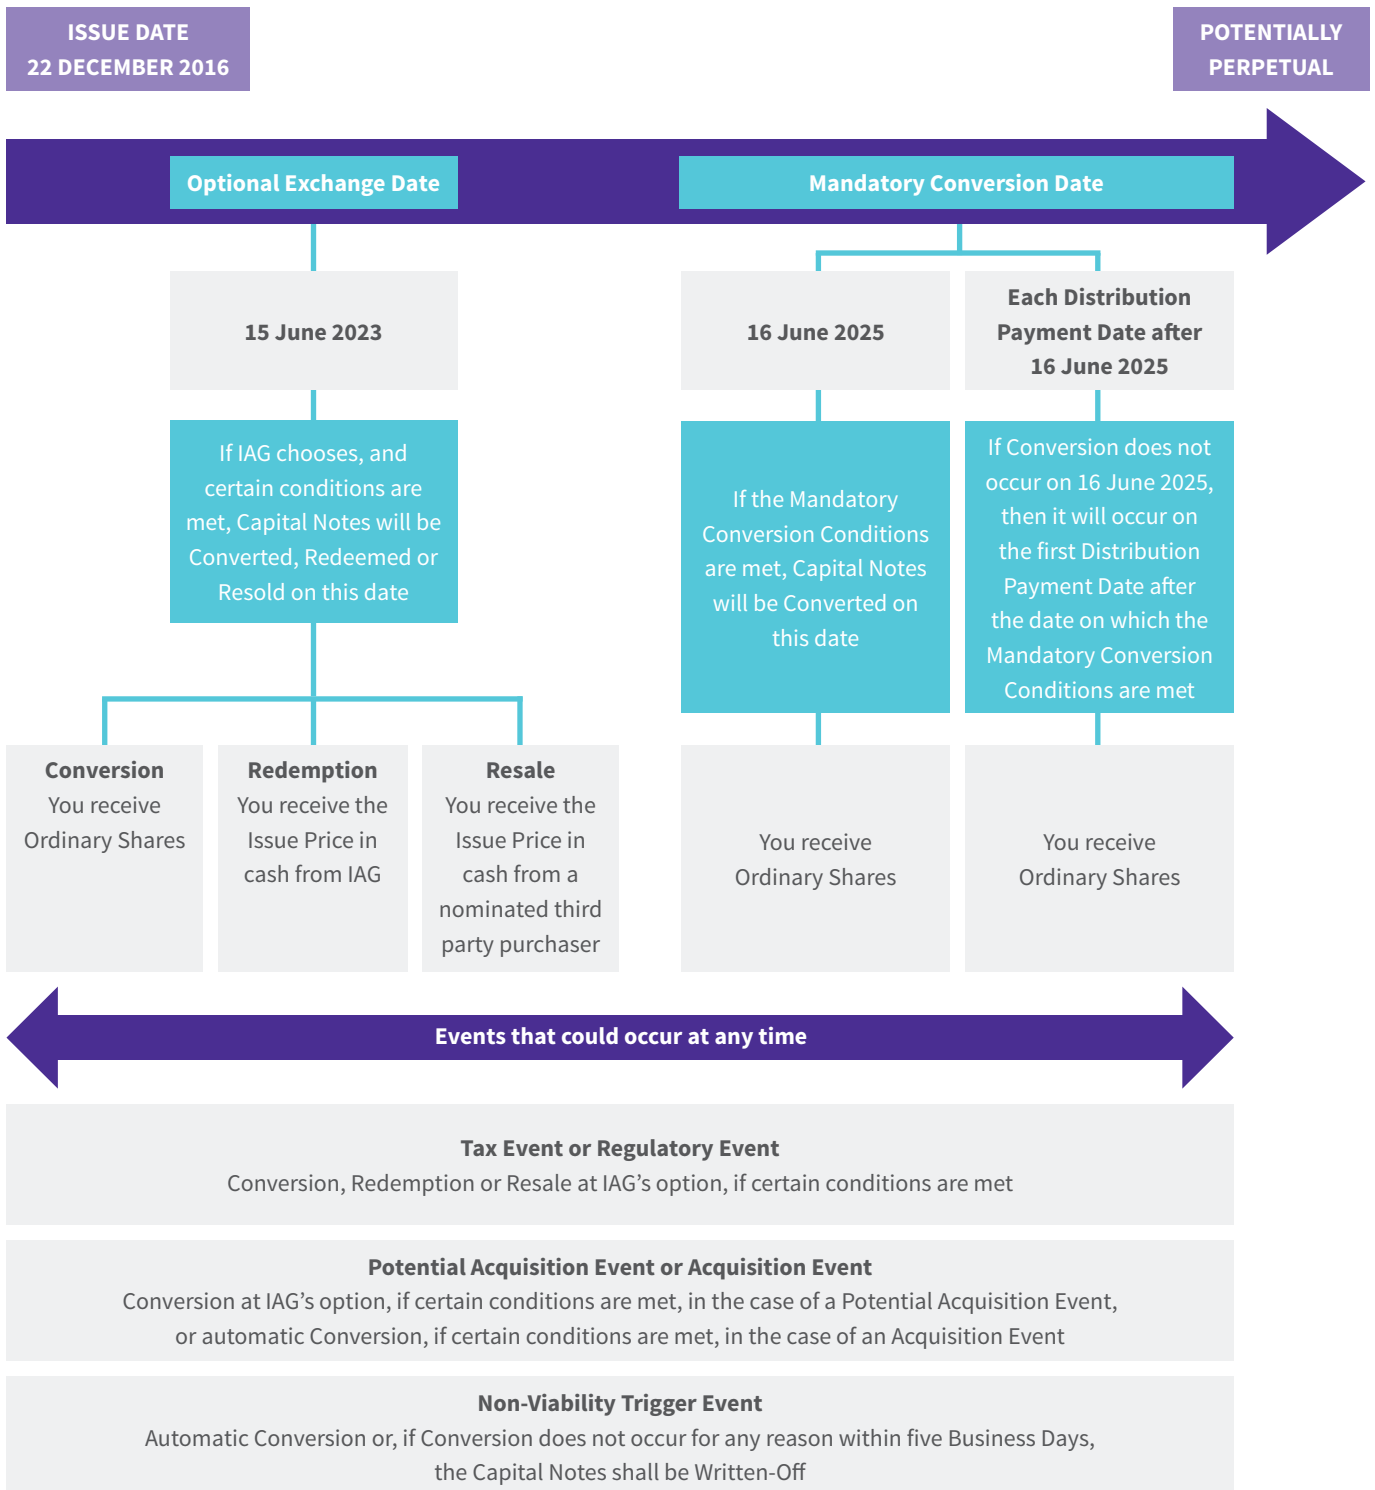 ISSUE DATE
22 DECEMBER 2016
POTENTIALLY
PERPETUAL
Optional Exchange Date
Mandatory Conversion Date
15 June 2023
16 June 2025
Each Distribution
Payment Date after
16 June 2025
If IAG chooses, and
certain conditions are
met, Capital Notes will be
Converted, Redeemed or
Resold on this date
If the Mandatory
Conversion Conditions
are met, Capital Notes
will be Converted on
this date
If Conversion does not
occur on 16 June 2025,
then it will occur on
the first Distribution
Payment Date after
the date on which the
Mandatory Conversion
Conditions are met
Conversion
You receive
Ordinary Shares
Redemption
You receive the
Issue Price in
cash from IAG
Resale
You receive the
Issue Price in
cash from a
nominated third
party purchaser
You receive
Ordinary Shares
You receive
Ordinary Shares
Events that could occur at any time
Tax Event or Regulatory Event
Conversion, Redemption or Resale at IAG's option, if certain conditions are met
Potential Acquisition Event or Acquisition Event
Conversion at IAG's option, if certain conditions are met, in the case of a Potential Acquisition Event,
or automatic Conversion, if certain conditions are met, in the case of an Acquisition Event
Non-Viability Trigger Event
Automatic Conversion or, if Conversion does not occur for any reason within five Business Days,
the Capital Notes shall be Written-Off